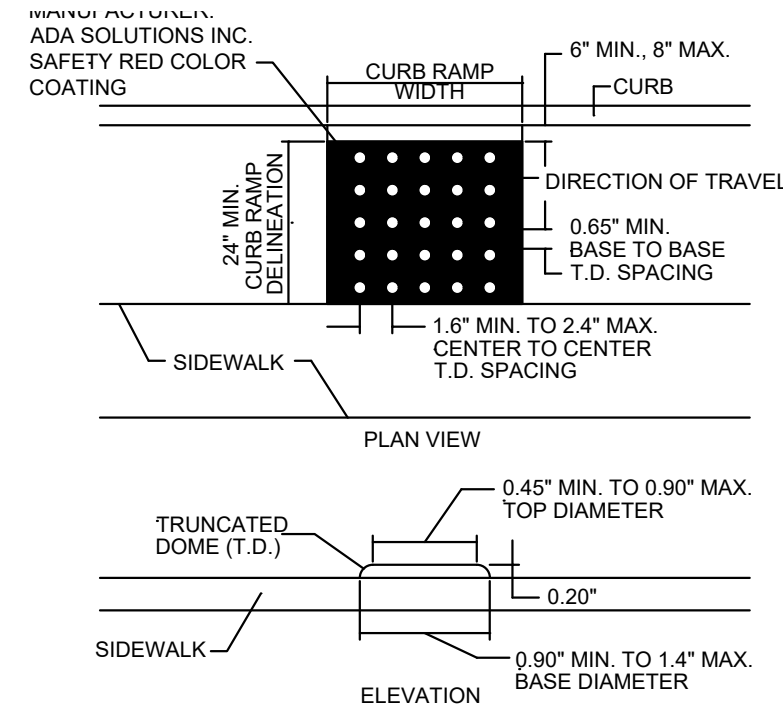 MANUFACTURER:
ADA SOLUTIONS INC.
SAFETY RED COLOR
COATING
CURB RAMP
WIDTH
6" MIN., 8" MAX.
CURB
24" MIN.
CURB RAMP
DELINEATION
DIRECTION OF TRAVEL
0.65" MIN.
BASE TO BASE
T.D. SPACING
1.6" MIN. TO 2.4" MAX.
CENTER TO CENTER
T.D. SPACING
SIDEWALK
PLAN VIEW
0.45" MIN. TO 0.90" MAX.
TOP DIAMETER
TRUNCATED
DOME (T.D.)
0.20"
SIDEWALK
0.90" MIN. TO 1.4" MAX.
BASE DIAMETER
ELEVATION